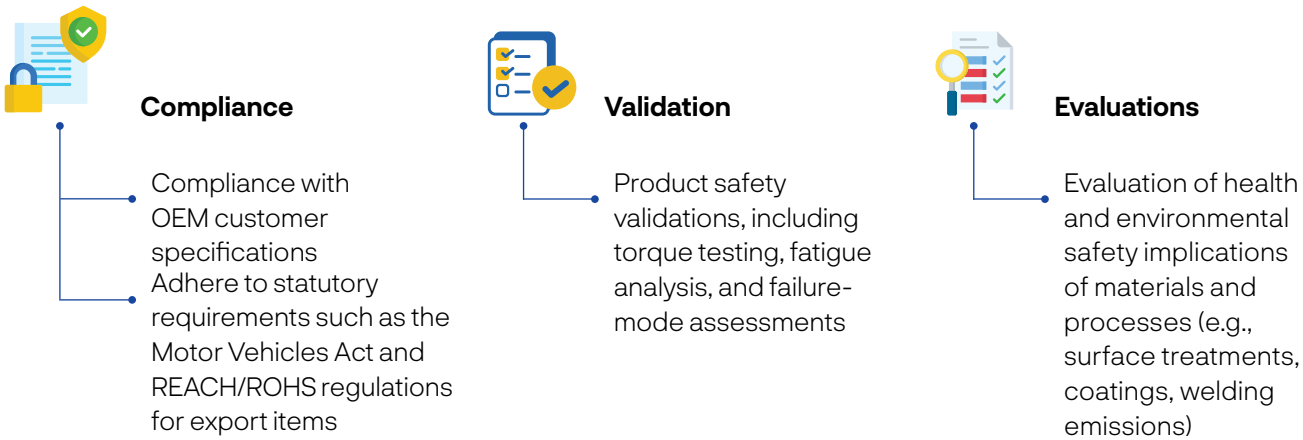 Compliance
Compliance with
OEM customer
specifications
Adhere to statutory
requirements such as the
Motor Vehicles Act and
REACH/ROHS regulations
for export items
Validation
Product safety
validations, including
torque testing, fatigue
analysis, and failure-
mode assessments
Evaluations
Evaluation of health
and environmental
safety implications
of materials and
processes (e.g.,
surface treatments,
coatings, welding
emissions)